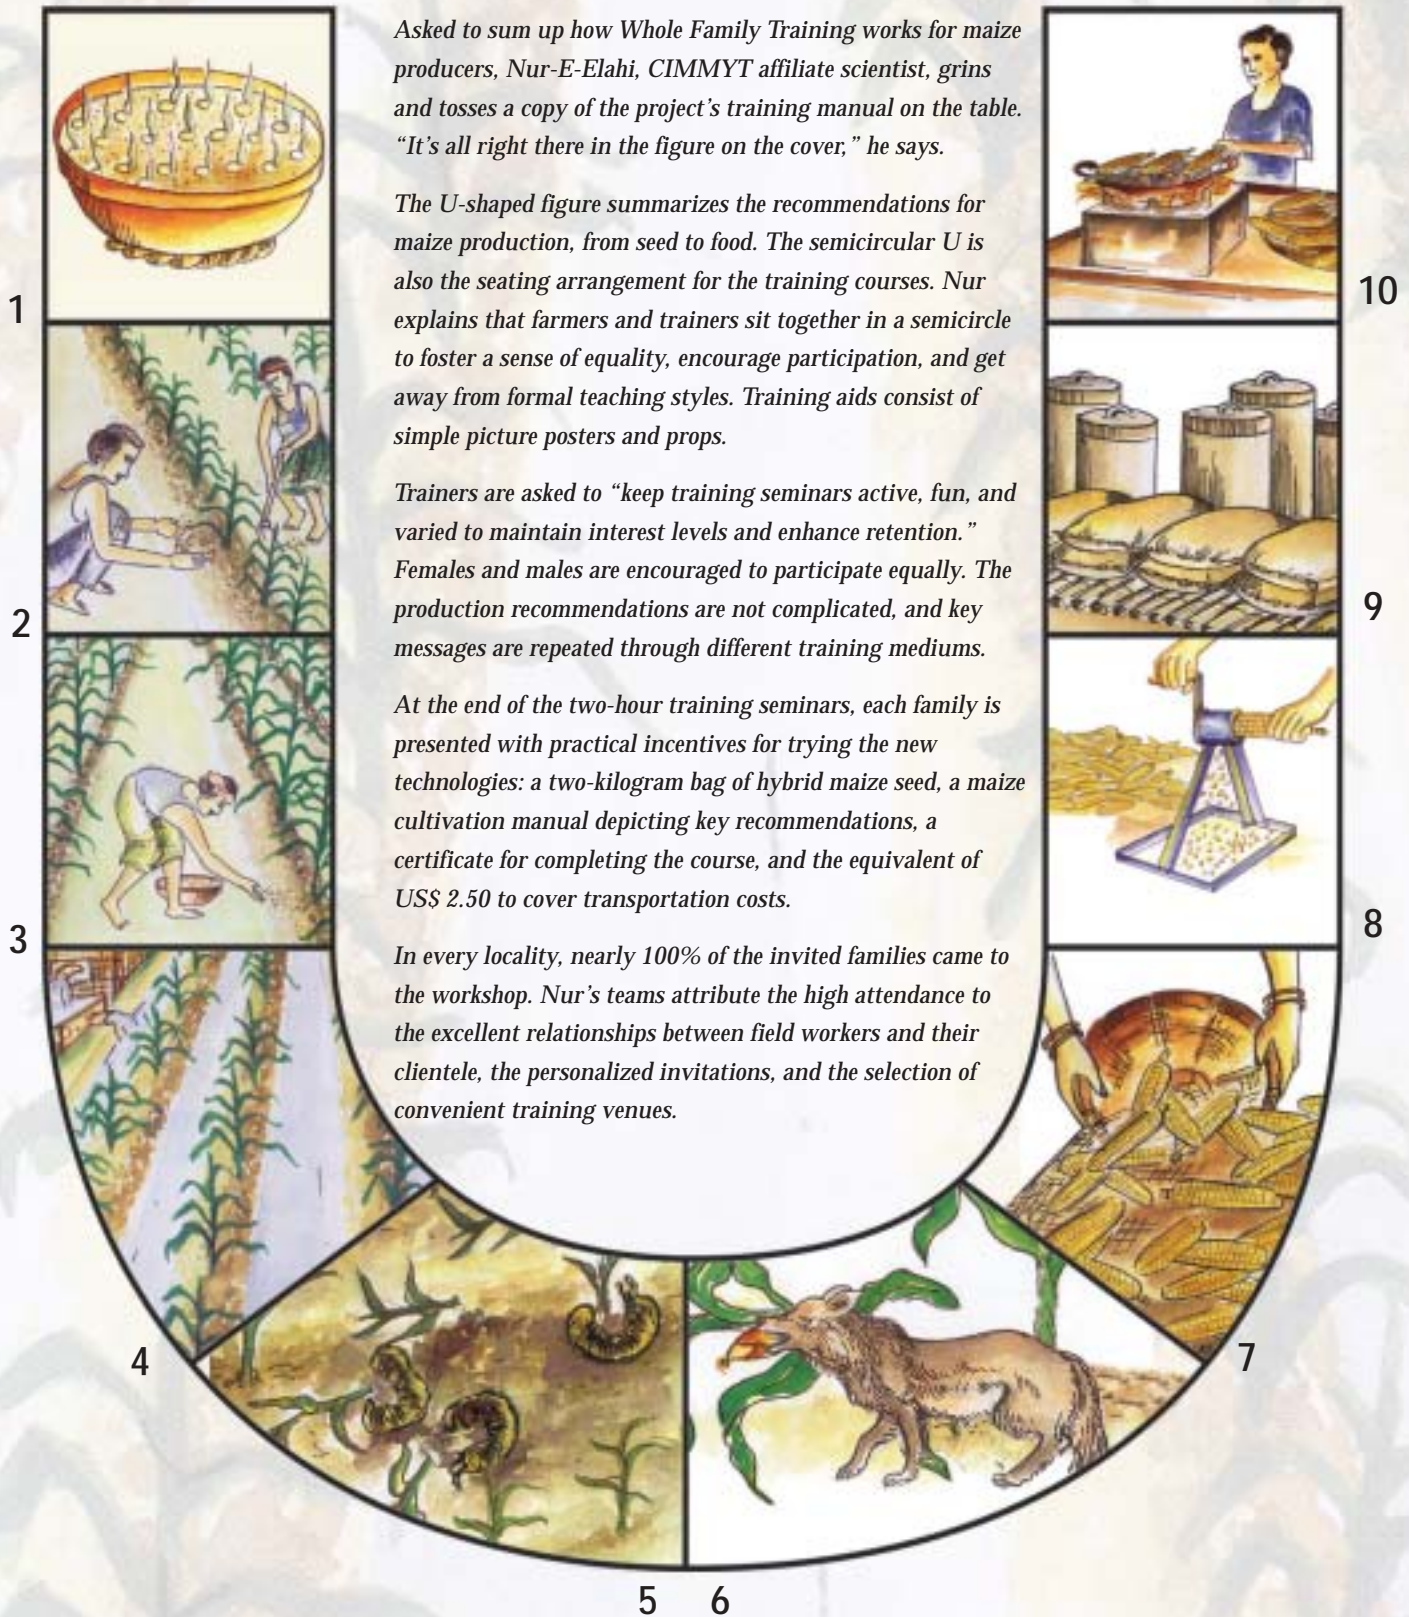 Asked to sum up how Whole Family Training works for maize
producers, Nur-E-Elahi, CIMMYT affiliate scientist, grins
and tosses a copy of the project’s training manual on the table.
“It’s all right there in the figure on the cover,” he says.
The U-shaped figure summarizes the recommendations for
maize production, from seed to food. The semicircular U is
also the seating arrangement for the training courses. Nur
explains that farmers and trainers sit together in a semicircle
to foster a sense of equality, encourage participation, and get
away from formal teaching styles. Training aids consist of
simple picture posters and props.
Trainers are asked to “keep training seminars active, fun, and
varied to maintain interest levels and enhance retention.”
Females and males are encouraged to participate equally. The
production recommendations are not complicated, and key
messages are repeated through different training mediums.
At the end of the two-hour training seminars, each family is
presented with practical incentives for trying the new
technologies: a two-kilogram bag of hybrid maize seed, a maize
cultivation manual depicting key recommendations, a
certificate for completing the course, and the equivalent of
US$ 2.50 to cover transportation costs.
In every locality, nearly 100% of the invited families came to
the workshop. Nur’s teams attribute the high attendance to
the excellent relationships between field workers and their
clientele, the personalized invitations, and the selection of
convenient training venues.
1
2
3
4
5
6
7
8
9
10